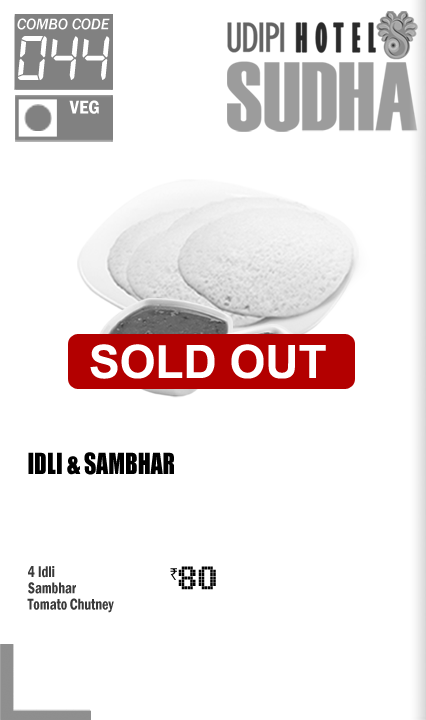 COMBO CODE
044
VEG
UDIPI HOTEL
SUDHA
SOLD OUT
IDLI & SAMBHAR
4 Idli
Sambhar
Tomato Chutney
₹80